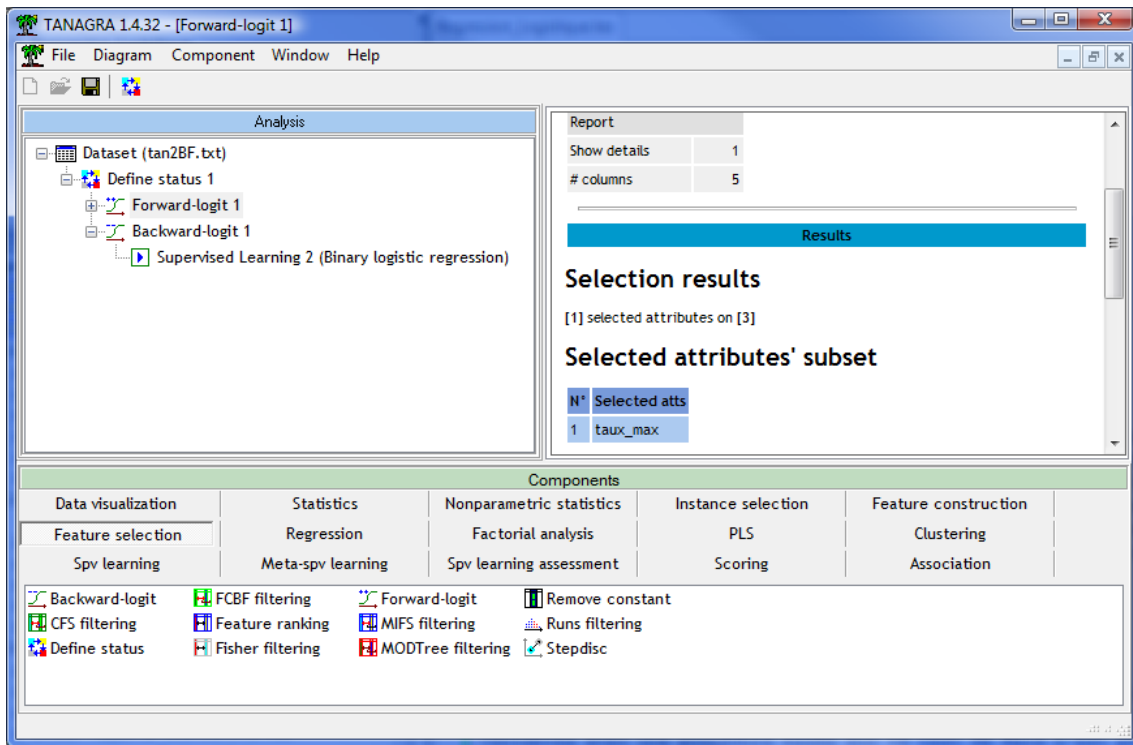 TANAGRA 1.4.32 - [Forward-logit 1]
File Diagram Component Window Help
Analysis
Dataset (tan2BF.txt)
Define status 1
Forward-logit 1
Backward-logit 1
Supervised Learning 2 (Binary logistic regression)
Report
Show details 1
# columns 5
Results
Selection results
[1] selected attributes on [3]
Selected attributes' subset
N° Selected atts
1 taux_max
Components
Data visualization Statistics Nonparametric statistics Instance selection Feature construction
Feature selection Regression Factorial analysis PLS Clustering
Spv learning Meta-spv learning Spv learning assessment Scoring Association
Backward-logit FCBF filtering Forward-logit Remove constant
CFS filtering Feature ranking MIFS filtering Runs filtering
Define status Fisher filtering MODTree filtering Stepdisc